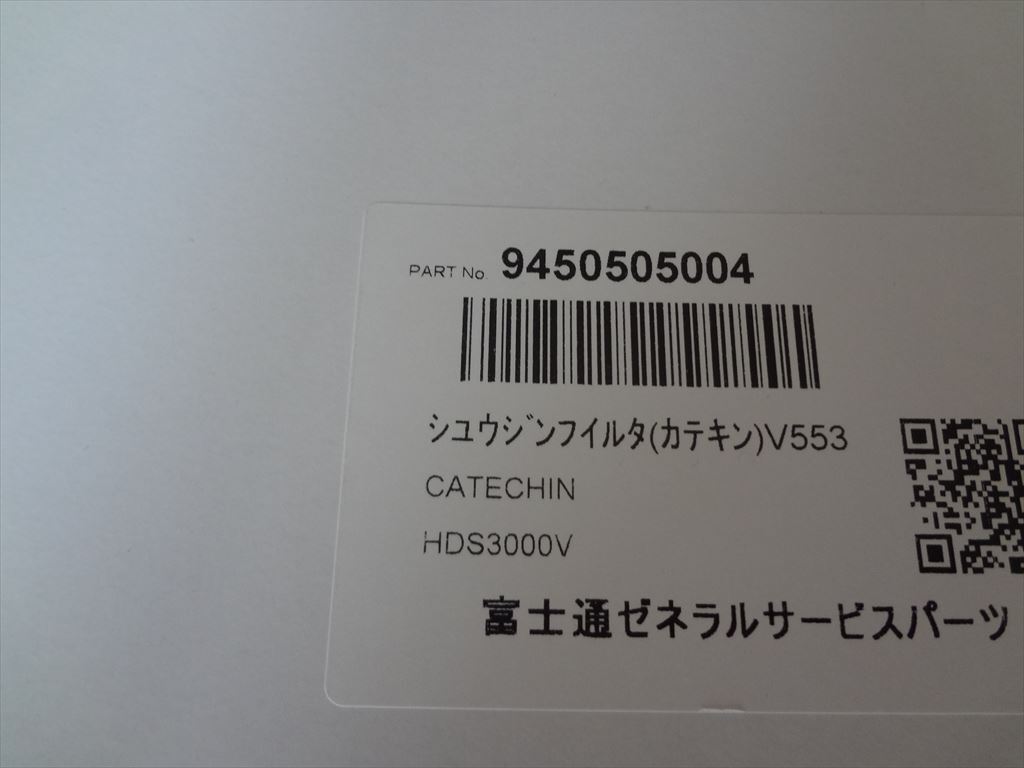 PART No. 9450505004
シュウジンフイルタ(カテキン)V553
CATECHIN
HDS3000V
富士通ゼネラルサービスパーツ